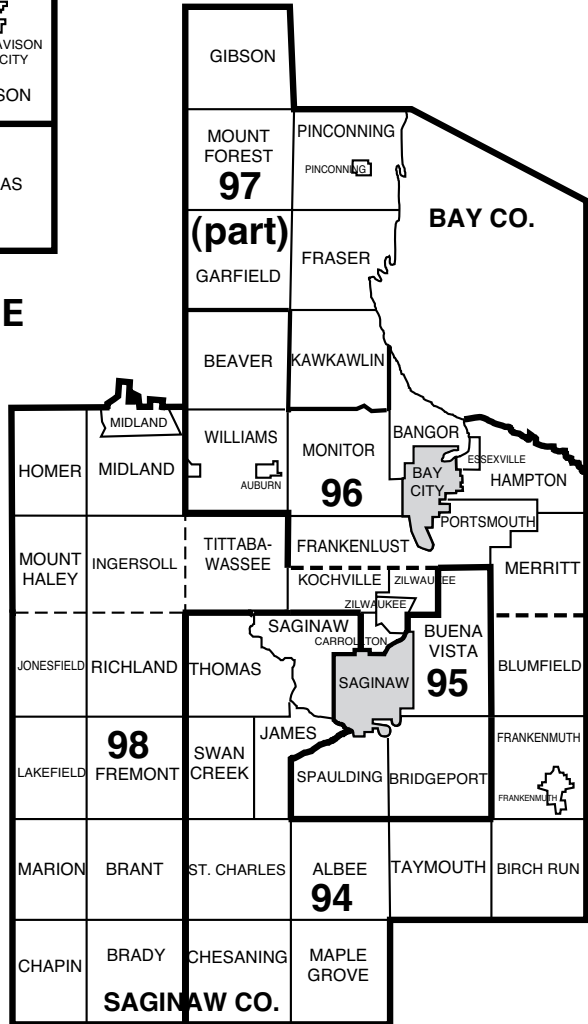 AVISON
CITY
SON
AS
E
GIBSON
MOUNT
FOREST
97
(part)
GARFIELD
PINCONNING
PINCONNING
FRASER
BAY CO.
BEAVER
KAWKAWLIN
MIDLAND
HOMER
MIDLAND
WILLIAMS
AUBURN
MONITOR
96
BANGOR
BAY
CITY
ESSEXVILLE
HAMPTON
PORTSMOUTH
MOUNT
HALEY
INGERSOLL
TITTABA-
WASSEE
FRANKENLUST
MERRITT
KOCHVILLE
ZILWAUKEE
ZILWAUKEE
JONESFIELD
RICHLAND
THOMAS
SAGINAW
CARROLLTON
SAGINAW
BUENA
VISTA
95
BLUMFIELD
LAKEFIELD
98
FREMONT
SWAN
CREEK
JAMES
SPAULDING
BRIDGEPORT
FRANKENMUTH
FRANKENMUTH
MARION
BRANT
ST. CHARLES
ALBEE
94
TAYMOUTH
BIRCH RUN
CHAPIN
BRADY
CHESANING
MAPLE
GROVE
SAGINAW CO.